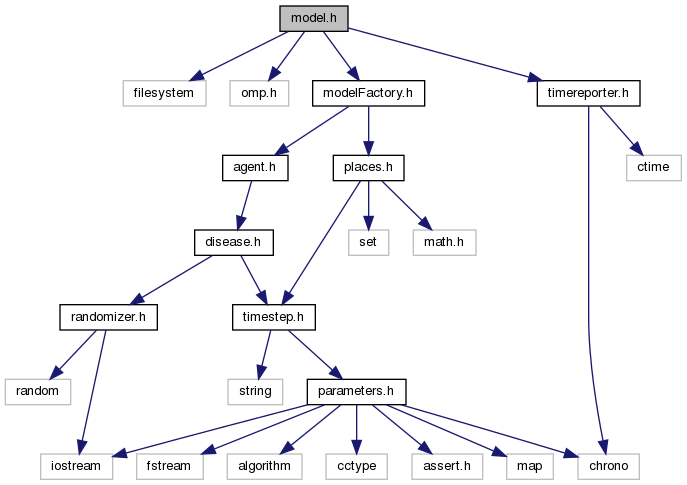 model.h
filesystem
omp.h
modelFactory.h
timereporter.h
agent.h
places.h
ctime
disease.h
set
math.h
randomizer.h
timestep.h
random
string
parameters.h
iostream
fstream
algorithm
cctype
assert.h
map
chrono